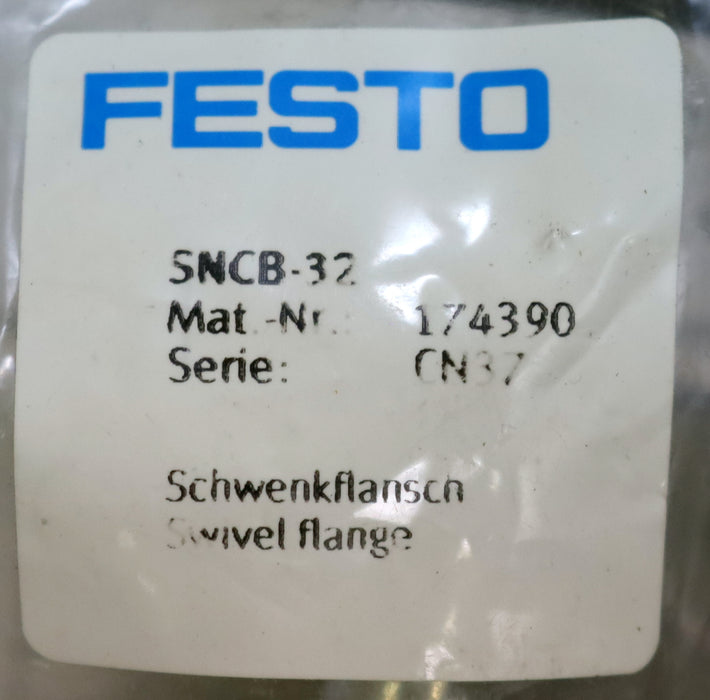 FESTO
SNCB-32
Mat.-Nr.: 174390
Serie: CN37
Schwenkflansch
Swivel flange